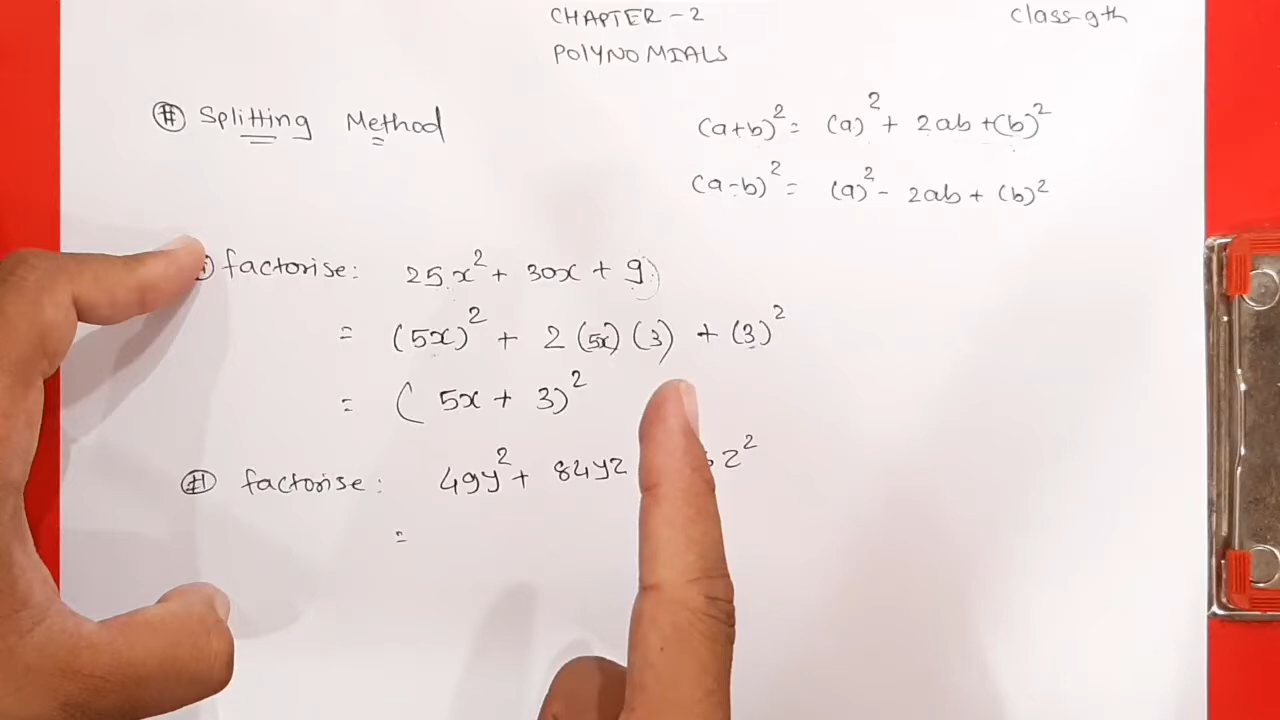 CHAPTER - 2
Class-9th
POLYNOMIALS
# Splitting Method
(a+b)² = (a)² + 2ab + (b)²
(a-b)² = (a)² - 2ab + (b)²
factorise: 25x² + 30x + 9
= (5x)² + 2 (5x) (3) + (3)²
= (5x + 3)²
# factorise: 49y² + 84yz z²
=